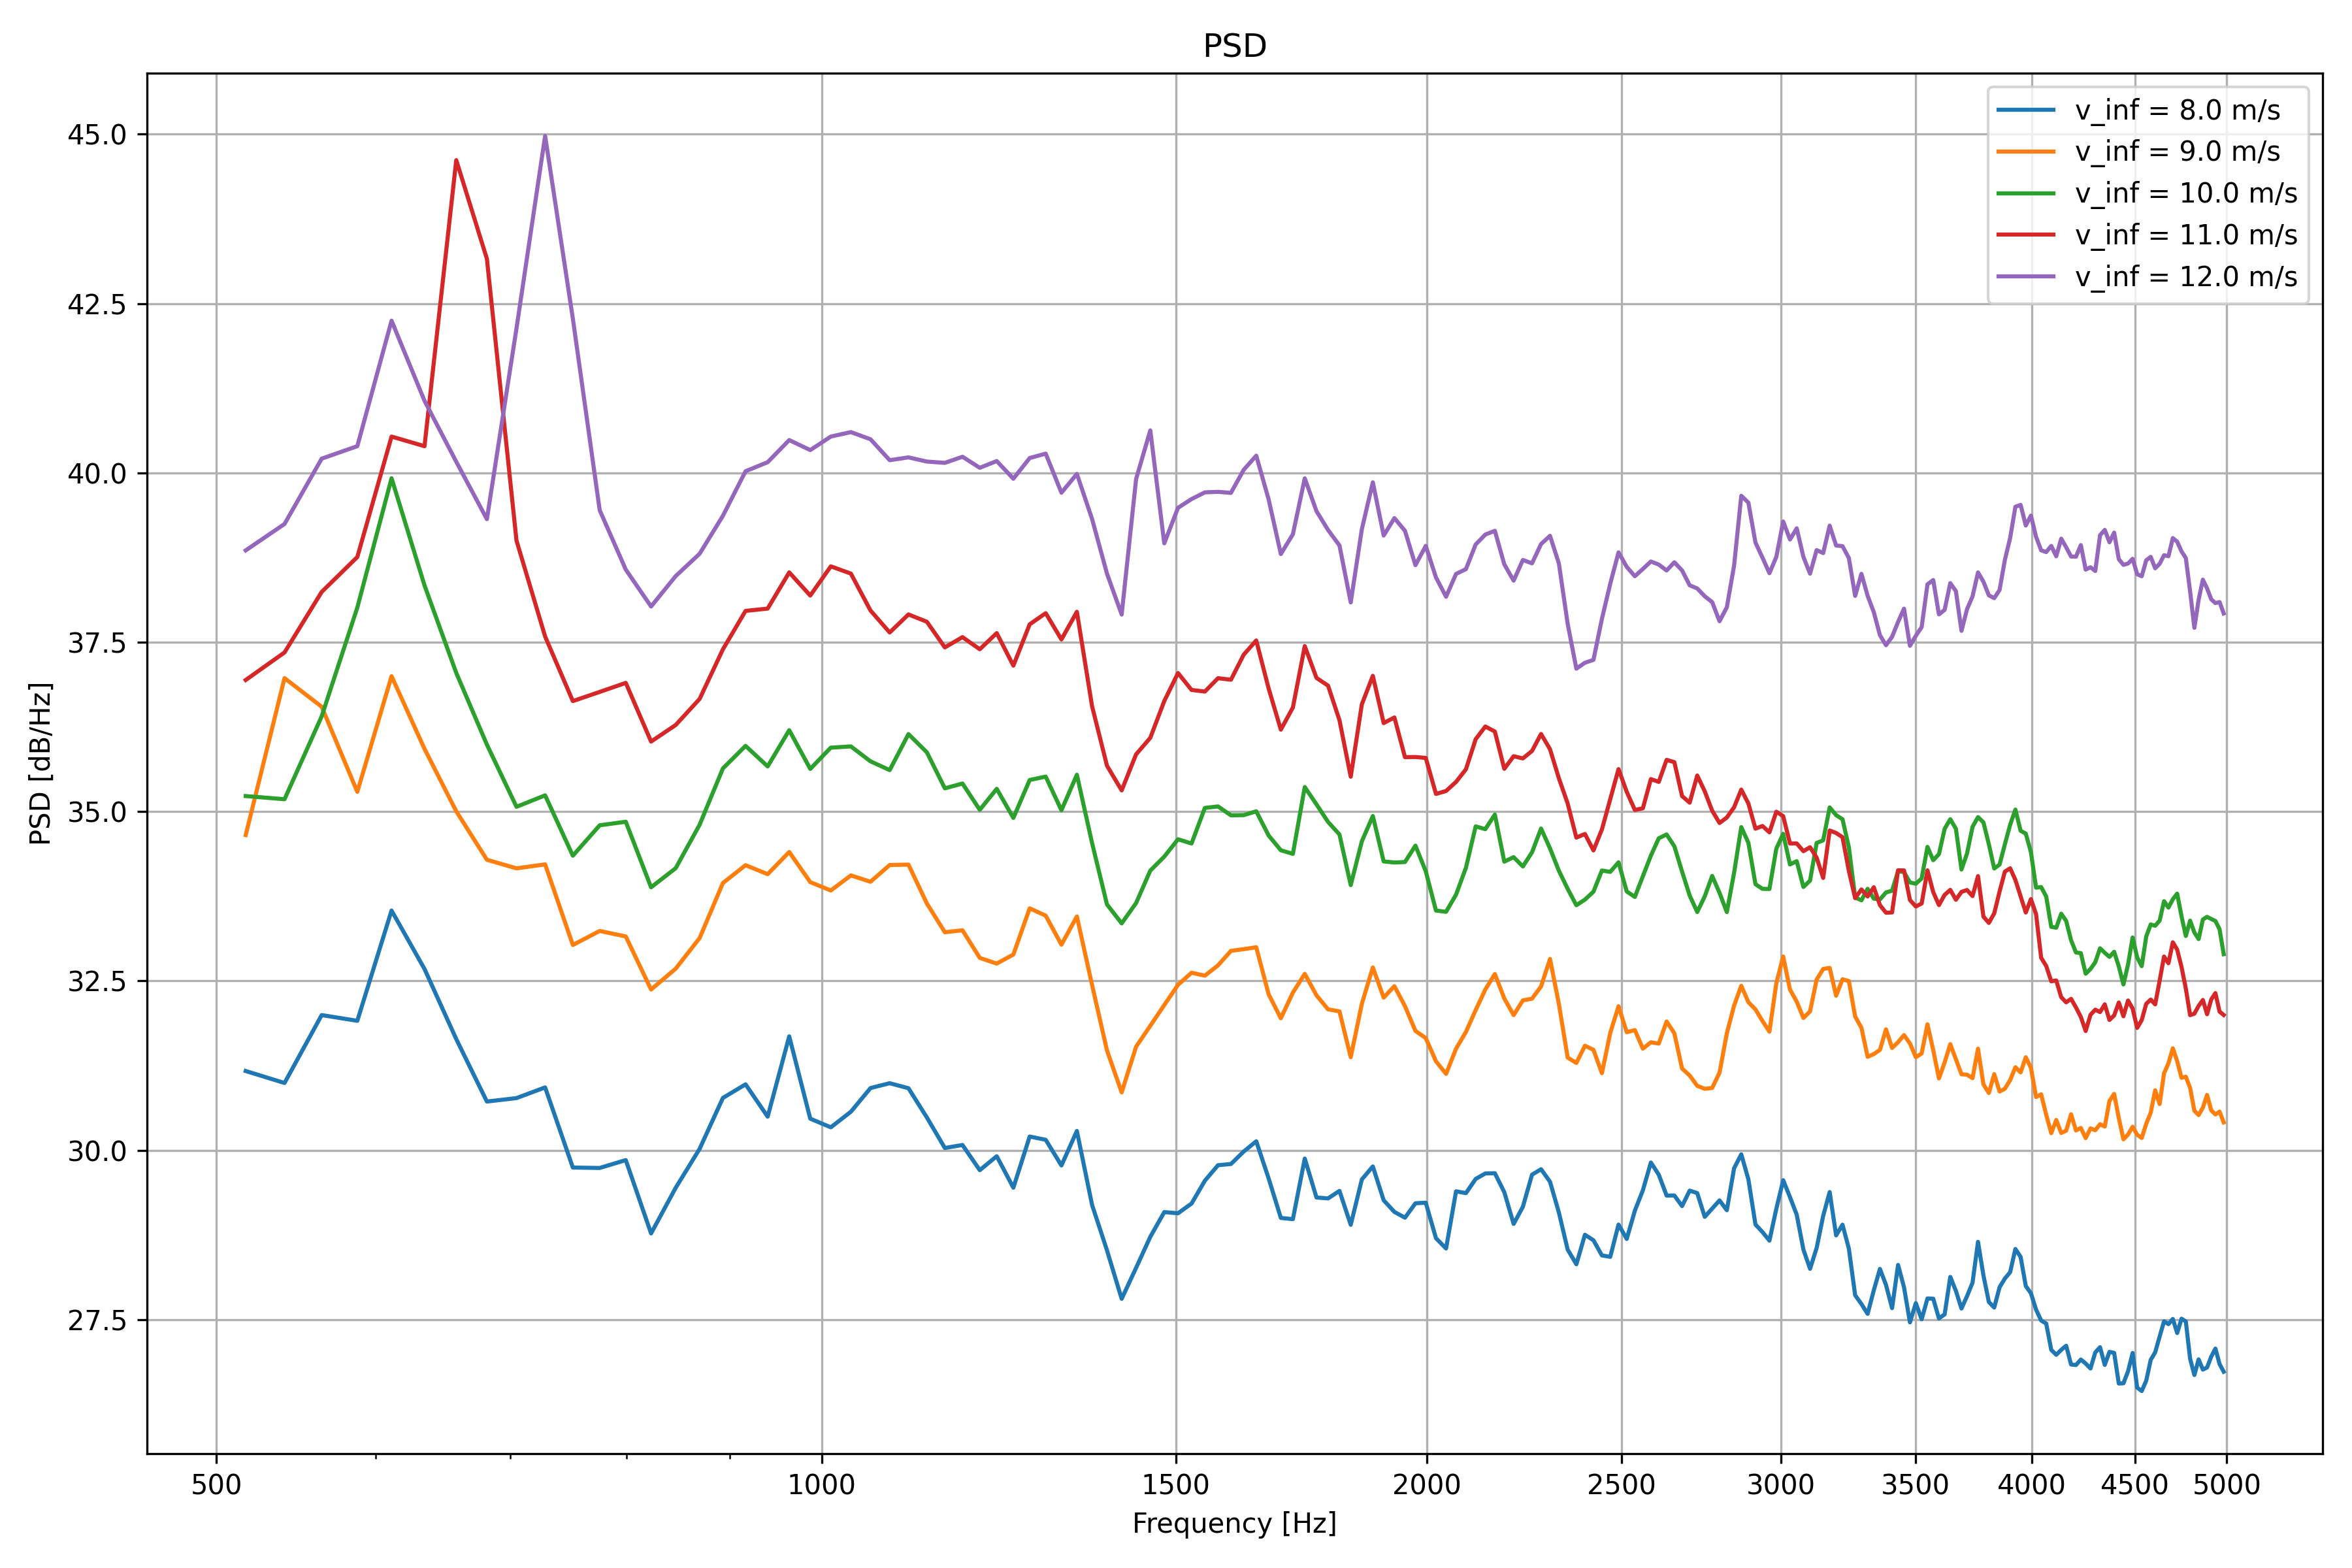 PSD
45.0
42.5
40.0
37.5
35.0
32.5
30.0
27.5
PSD [dB/Hz]
v_inf = 8.0 m/s
v_inf = 9.0 m/s
v_inf = 10.0 m/s
v_inf = 11.0 m/s
v_inf = 12.0 m/s
500 1000 1500 2000 2500 3000 3500 4000 4500 5000
Frequency [Hz]